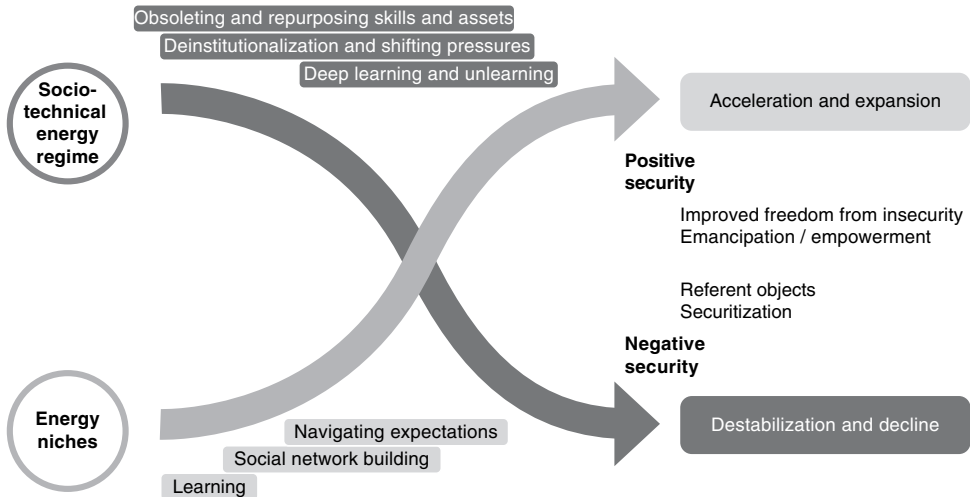 Obsoleting and repurposing skills and assets
Deinstitutionalization and shifting pressures
Deep learning and unlearning
Socio-
technical
energy
regime
Acceleration and expansion
Positive
security
Improved freedom from insecurity
Emancipation / empowerment
Referent objects
Securitization
Negative
security
Energy
niches
Destabilization and decline
Navigating expectations
Social network building
Learning